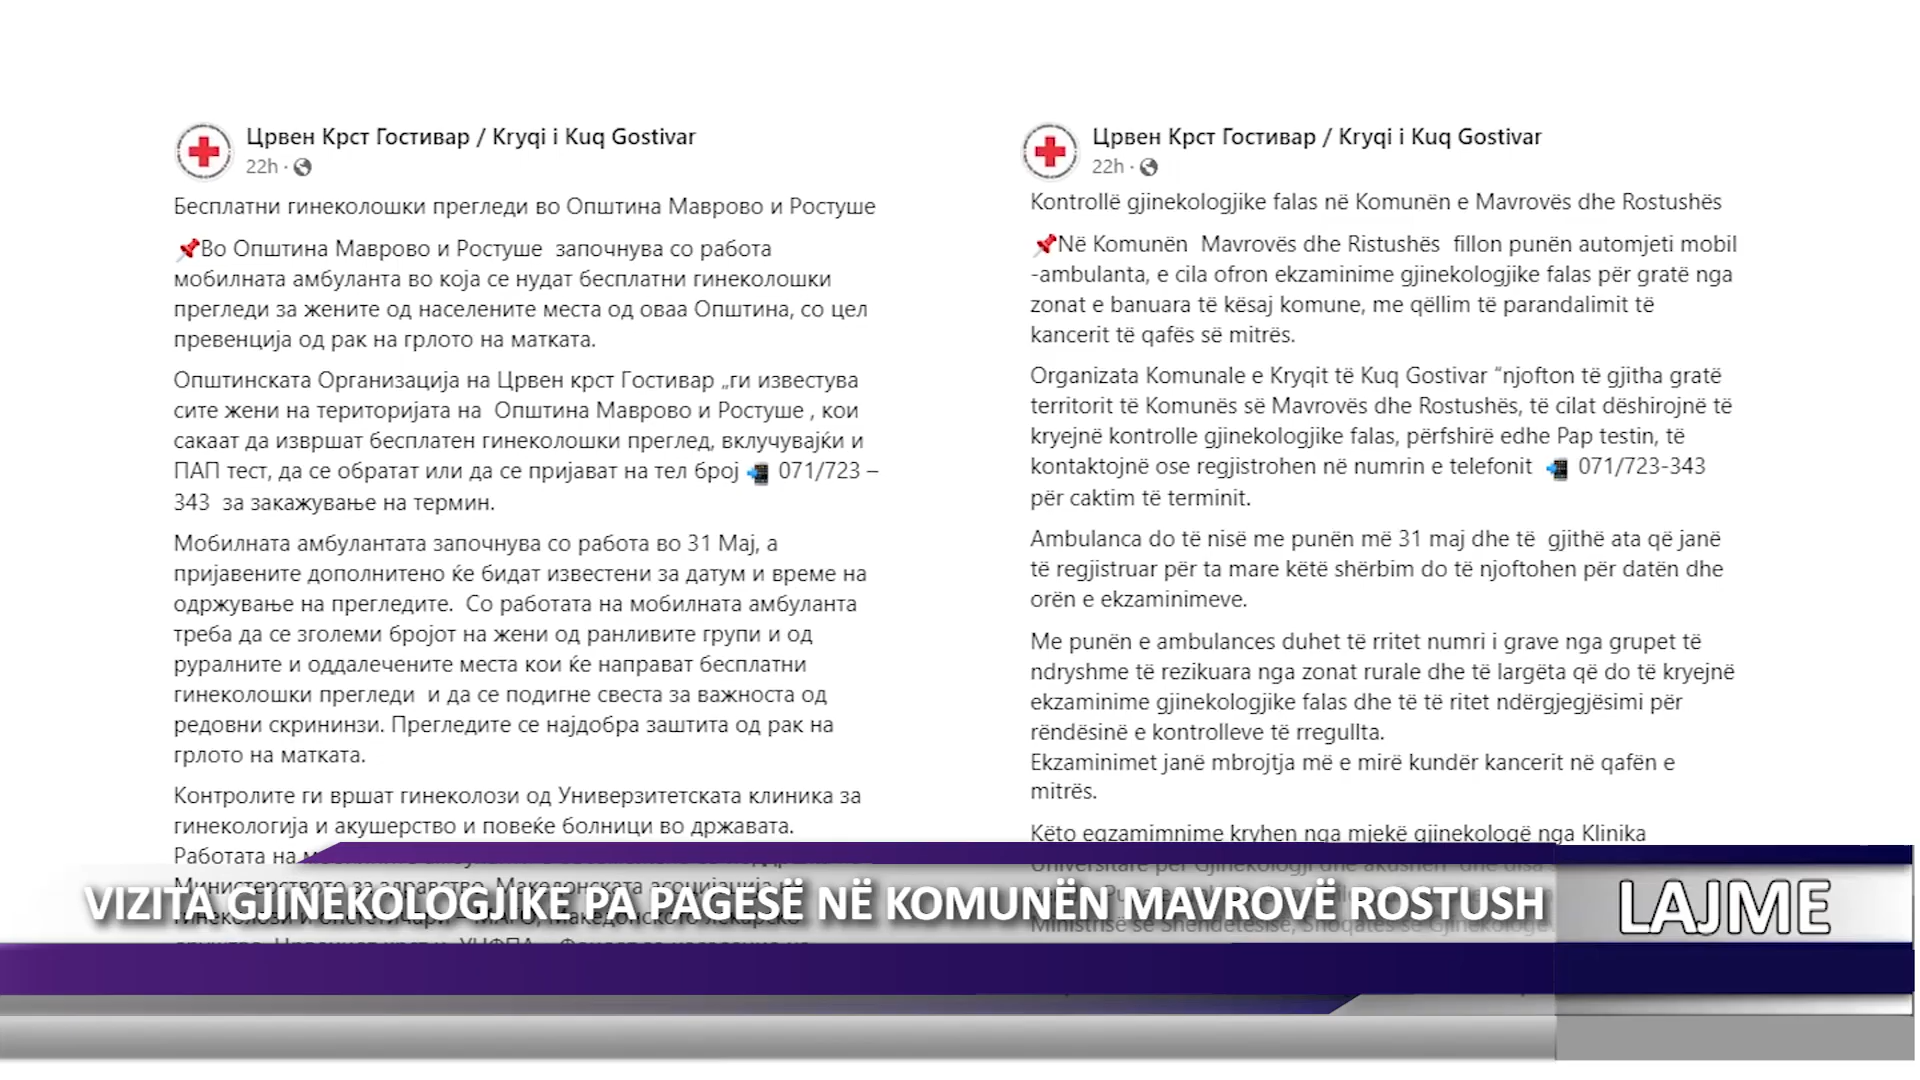 Црвен Крст Гостивар / Kryqi i Kuq Gostivar
22h ·
Бесплатни гинеколошки прегледи во Општина Маврово и Ростуше
Во Општина Маврово и Ростуше започнува со работа
мобилната амбуланта во која се нудат бесплатни гинеколошки
прегледи за жените од населените места од оваа Општина, со цел
превенција од рак на грлото на матката.
Општинската Организација на Црвен крст Гостивар „ги известува
сите жени на територијата на Општина Маврово и Ростуше , кои
сакаат да извршат бесплатен гинеколошки преглед, вклучувајќи и
ПАП тест, да се обратат или да се пријават на тел број 071/723 –
343 за закажување на термин.
Мобилната амбулантата започнува со работа во 31 Мај, а
пријавените дополнитено ќе бидат известени за датум и време на
одржување на прегледите. Со работата на мобилната амбуланта
треба да се зголеми бројот на жени од ранливите групи и од
руралните и оддалечените места кои ќе направат бесплатни
гинеколошки прегледи и да се подигне свеста за важноста од
редовни скрининзи. Прегледите се најдобра заштита од рак на
грлото на матката.
Контролите ги вршат гинеколози од Универзитетската клиника за
гинекологија и акушерство и повеќе болници во државата.
Работата на
Црвен Крст Гостивар / Kryqi i Kuq Gostivar
22h ·
Kontrollë gjinekologjike falas në Komunën e Mavrovës dhe Rostushës
Në Komunën Mavrovës dhe Ristushës fillon punën automjeti mobil
-ambulanta, e cila ofron ekzaminime gjinekologjike falas për gratë nga
zonat e banuara të kësaj komune, me qëllim të parandalimit të
kancerit të qafës së mitrës.
Organizata Komunale e Kryqit të Kuq Gostivar “njofton të gjitha gratë
territorit të Komunës së Mavrovës dhe Rostushës, të cilat dëshirojnë të
kryejnë kontrolle gjinekologjike falas, përfshirë edhe Pap testin, të
kontaktojnë ose regjistrohen në numrin e telefonit 071/723-343
për caktim të terminit.
Ambulanca do të nisë me punën më 31 maj dhe të gjithë ata që janë
të regjistruar për ta mare këtë shërbim do të njoftohen për datën dhe
orën e ekzaminimeve.
Me punën e ambulances duhet të rritet numri i grave nga grupet të
ndryshme të rezikuara nga zonat rurale dhe të largëta që do të kryejnë
ekzaminime gjinekologjike falas dhe të të ritet ndërgjegjësimi për
rëndësinë e kontrolleve të rregullta.
Ekzaminimet janë mbrojtja më e mirë kundër kancerit në qafën e
mitrës.
Këto egzamimnime kryhen nga mjekë gjinekologë nga Klinika
VIZITA GJINEKOLOGJIKE PA PAGESË NË KOMUNËN MAVROVË ROSTUSH
LAJME